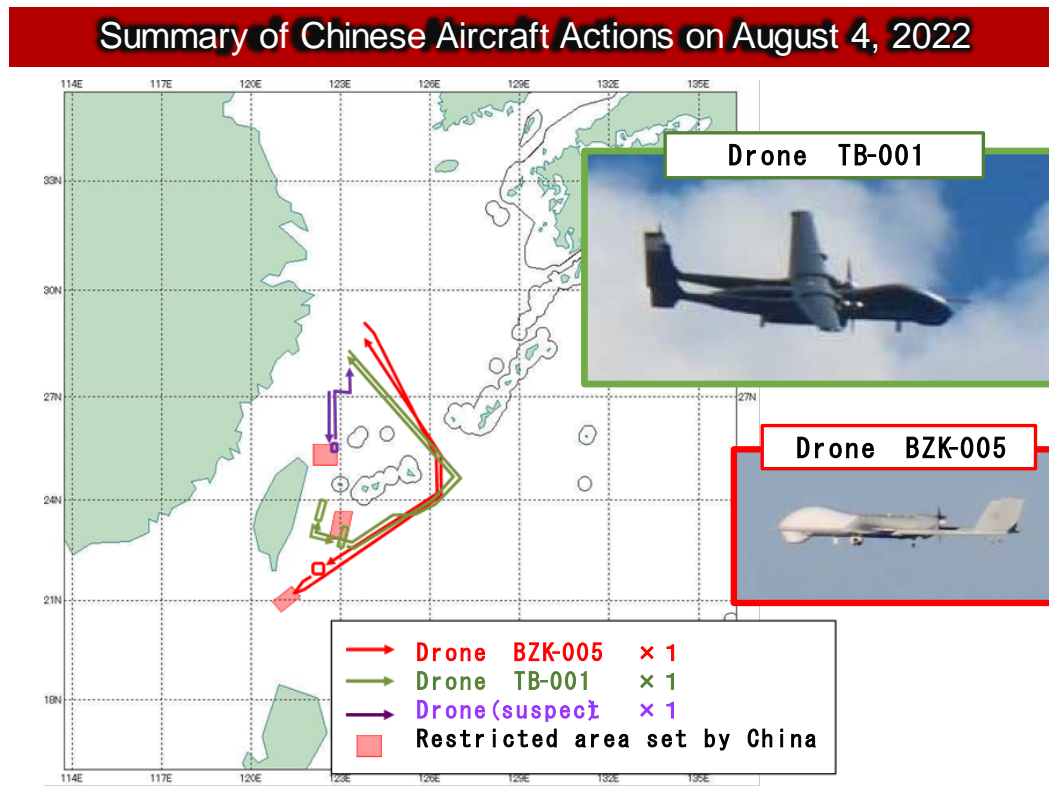 Summary of Chinese Aircraft Actions on August 4, 2022
114E 117E 120E 123E 126E 129E 132E 135E
Drone TB-001
33N
30N
27N 27N
Drone BZK-005
24N
21N
18N
Drone BZK-005 ×1
Drone TB-001 ×1
Drone(suspect ×1
Restricted area set by China
114E 117E 120E 123E 126E 129E 132E 135E